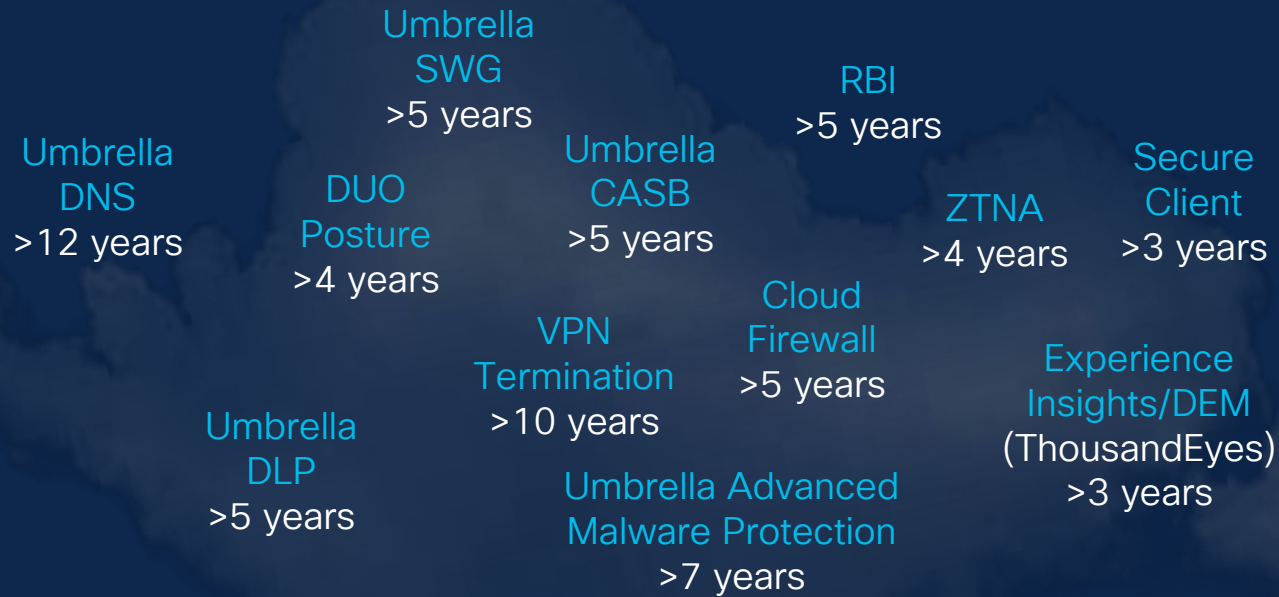 Umbrella
SWG
>5 years
RBI
>5 years
Umbrella
DNS
>12 years
DUO
Posture
>4 years
Umbrella
CASB
>5 years
ZTNA
>4 years
Secure
Client
>3 years
VPN
Termination
>10 years
Cloud
Firewall
>5 years
Experience
Insights/DEM
(ThousandEyes)
>3 years
Umbrella
DLP
>5 years
Umbrella Advanced
Malware Protection
>7 years